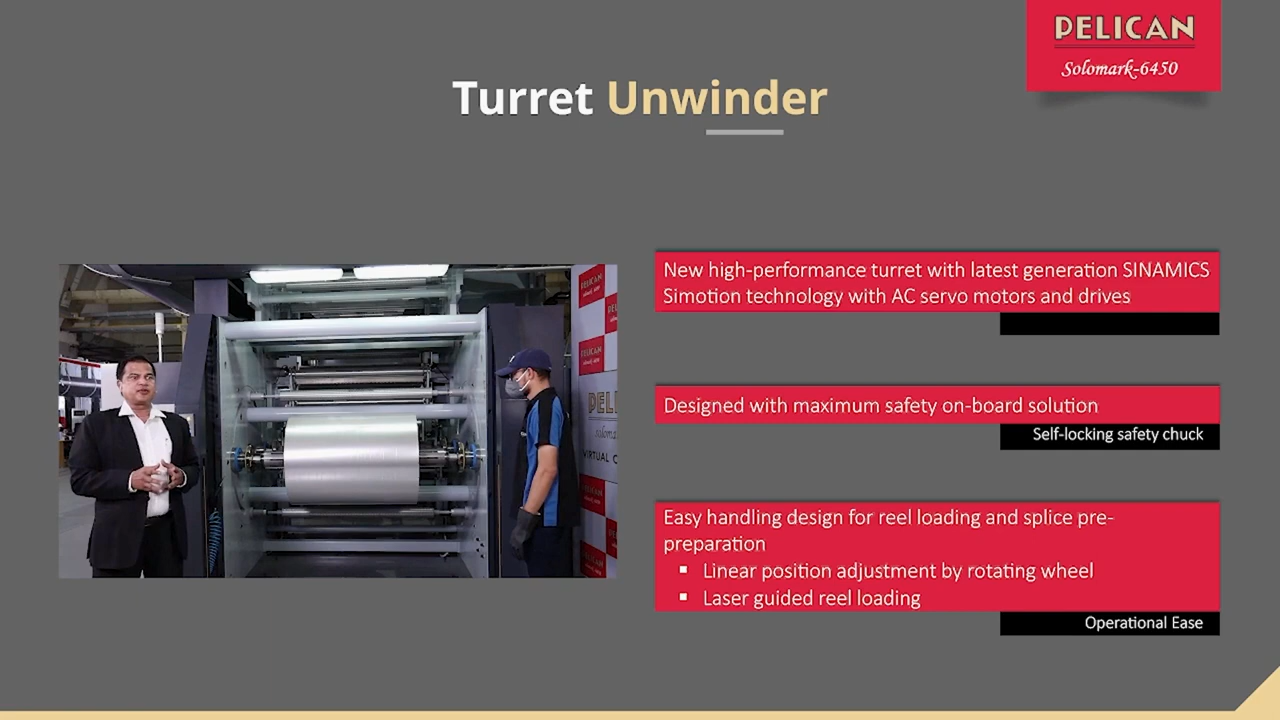 PELICAN
Solomark-6450
Turret Unwinder
New high-performance turret with latest generation SINAMICS
Simotion technology with AC servo motors and drives
Designed with maximum safety on-board solution
Self-locking safety chuck
Easy handling design for reel loading and splice pre-
preparation
▪ Linear position adjustment by rotating wheel
▪ Laser guided reel loading
Operational Ease
PEL
VIRTUAL C